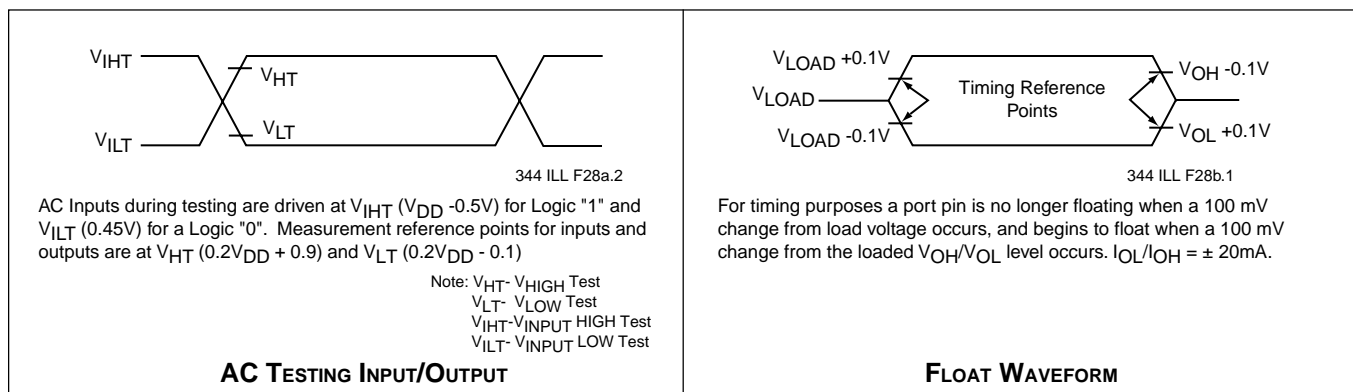 VIHT
VHT
VLT
VILT
344 ILL F28a.2
AC Inputs during testing are driven at VIHT (VDD -0.5V) for Logic "1" and
VILT (0.45V) for a Logic "0". Measurement reference points for inputs and
outputs are at VHT (0.2VDD + 0.9) and VLT (0.2VDD - 0.1)
Note: VHT- VHIGH Test
VLT- VLOW Test
VIHT-VINPUT HIGH Test
VILT- VINPUT LOW Test
AC TESTING INPUT/OUTPUT
VLOAD +0.1V
VLOAD
VLOAD -0.1V
Timing Reference
Points
VOH -0.1V
VOL +0.1V
344 ILL F28b.1
For timing purposes a port pin is no longer floating when a 100 mV
change from load voltage occurs, and begins to float when a 100 mV
change from the loaded VOH/VOL level occurs. IOL/IOH = ± 20mA.
FLOAT WAVEFORM